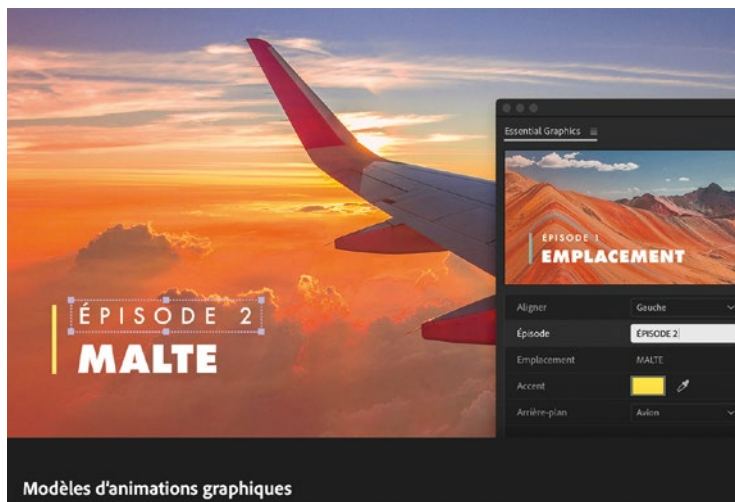 ÉPISODE 2
MALTE
Essential Graphics
ÉPISODE 1
EMPLACEMENT
Aligner Gauche
Épisode ÉPISODE 2
Emplacement MALTE
Accent
Arrière-plan Avion
Modèles d'animations graphiques